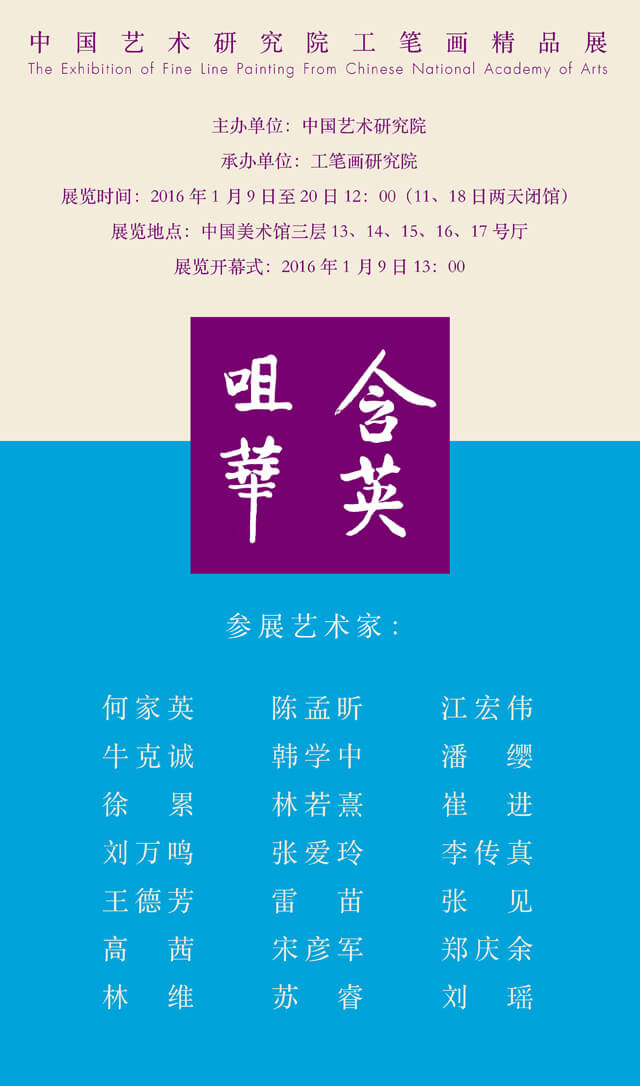 中国艺术研究院工笔画精品展
The Exhibition of Fine Line Painting From Chinese National Academy of Arts
主办单位：中国艺术研究院
承办单位：工笔画研究院
展览时间：2016年1月9日至20日12：00（11、18日两天闭馆）
展览地点：中国美术馆三层13、14、15、16、17号厅
展览开幕式：2016年1月9日13：00
含英
咀華
参展艺术家：
何家英 陈孟昕 江宏伟
牛克诚 韩学中 潘缨
徐累 林若熹 崔进
刘万鸣 张爱玲 李传真
王德芳 雷苗 张见
高茜 宋彦军 郑庆余
林维 苏睿 刘瑶